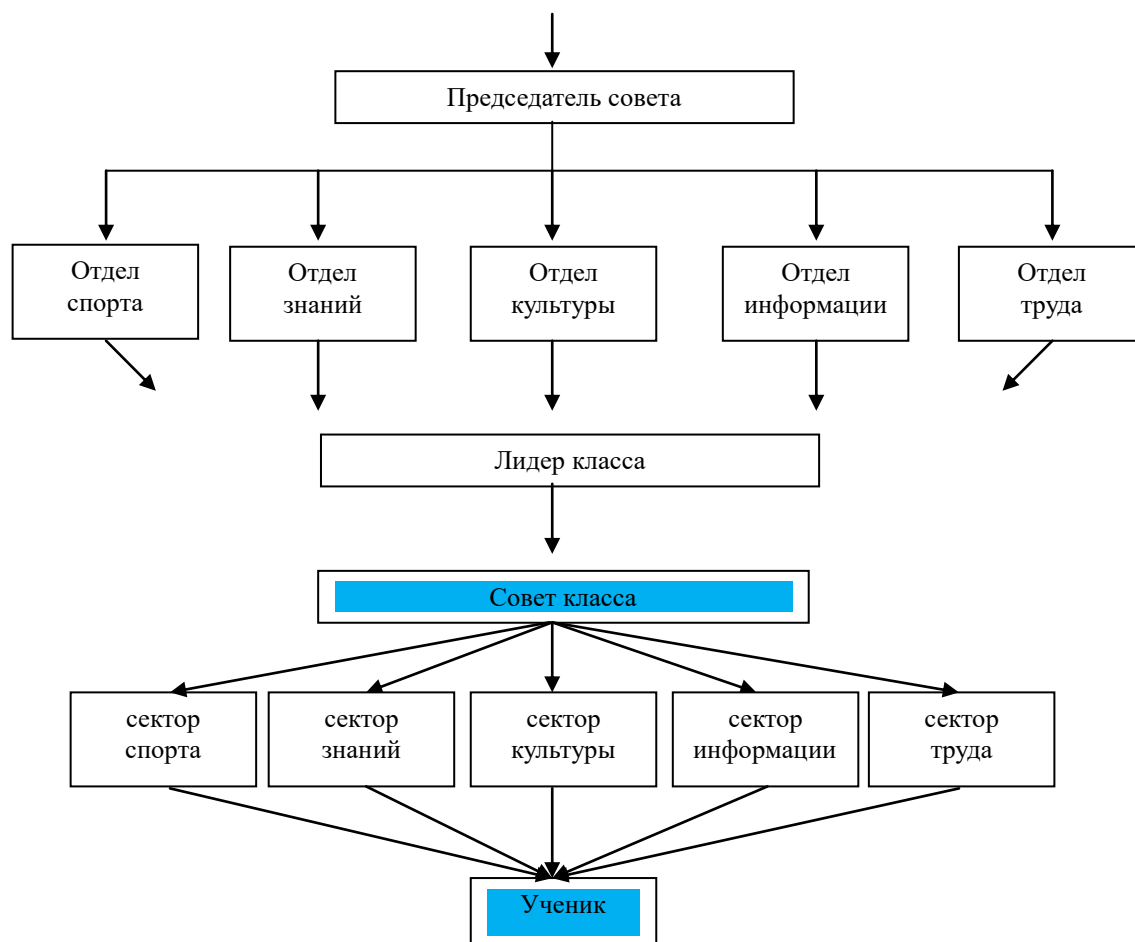 Председатель совета
Отдел
спорта
Отдел
знаний
Отдел
культуры
Отдел
информации
Отдел
труда
Лидер класса
Совет класса
сектор
спорта
сектор
знаний
сектор
культуры
сектор
информации
сектор
труда
Ученик